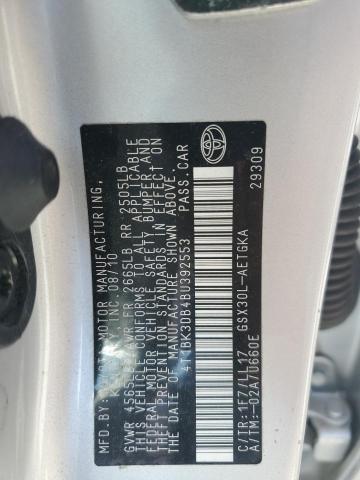 MFD. BY: TOYOTA MOTOR MANUFACTURING,
INC. 08/10
GVWR 4565LB GAWR FR 2665LB RR 2505LB
THIS VEHICLE CONFORMS TO ALL APPLICABLE
FEDERAL MOTOR VEHICLE SAFETY, BUMPER, AND
THEFT PREVENTION STANDARDS IN EFFECT ON
THE DATE OF MANUFACTURE SHOWN ABOVE.
4T1BK3DB4BU392553 PASS.CAR
C/TR:1F7/LL17 GSX30L-AETGKA
A/TM:-02A/U660E 29309